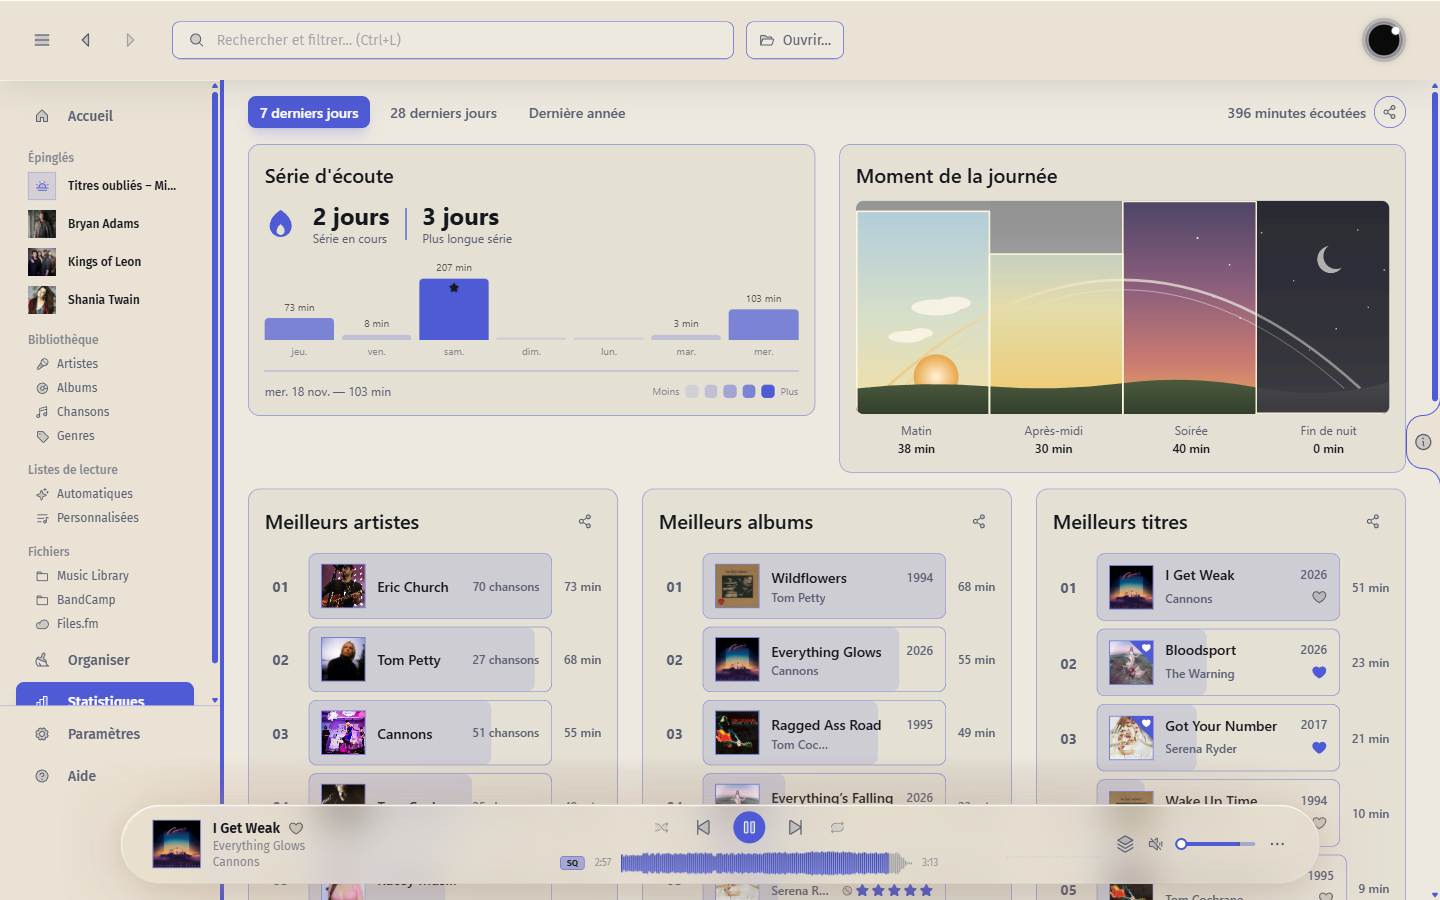 Rechercher et filtrer... (Ctrl+L)
Ouvrir...
Accueil
Épinglés
Titres oubliés – Mi...
Bryan Adams
Kings of Leon
Shania Twain
Bibliothèque
Artistes
Albums
Chansons
Genres
Listes de lecture
Automatiques
Personnalisées
Fichiers
Music Library
BandCamp
Files.fm
Organiser
Statistiques
Paramètres
Aide
7 derniers jours
28 derniers jours
Dernière année
396 minutes écoutées
Série d'écoute
2 jours
Série en cours
3 jours
Plus longue série
207 min
73 min
8 min
3 min
103 min
jeu.
ven.
sam.
dim.
lun.
mar.
mer.
mer. 18 nov. — 103 min
Moins
Plus
Moment de la journée
Matin
38 min
Après-midi
30 min
Soirée
40 min
Fin de nuit
0 min
Meilleurs artistes
01
Eric Church
70 chansons
73 min
02
Tom Petty
27 chansons
68 min
03
Cannons
51 chansons
55 min
Meilleurs albums
01
Wildflowers
1994
Tom Petty
68 min
02
Everything Glows
2026
Cannons
55 min
03
Ragged Ass Road
1995
Tom Coc...
49 min
Everything's Falling
2026
Serena R...
Meilleurs titres
01
I Get Weak
2026
Cannons
51 min
02
Bloodsport
2026
The Warning
23 min
03
Got Your Number
2017
Serena Ryder
21 min
Wake Up Time
1994
10 min
1995
05
Tom Cochrane
9 min
I Get Weak
Everything Glows
Cannons
SQ
2:57
3:13